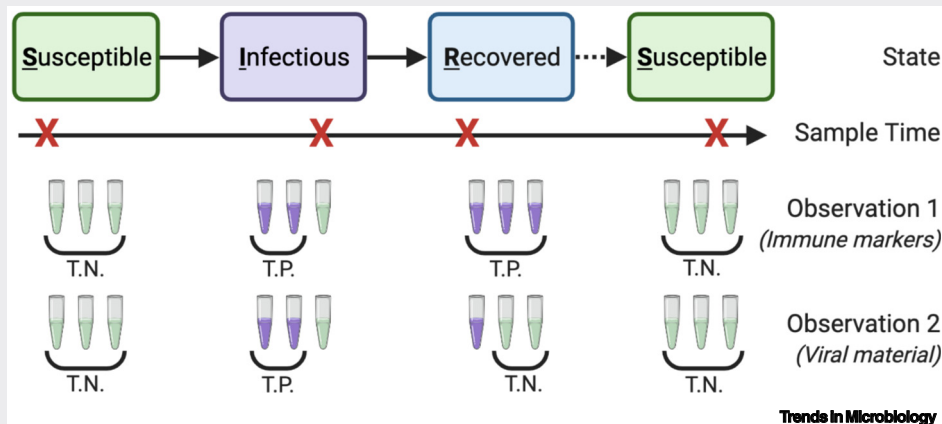 Susceptible Infectious Recovered Susceptible State
X X X X Sample Time
Observation 1
(Immune markers)
T.N. T.P. T.P. T.N.
Observation 2
(Viral material)
T.N. T.P. T.N. T.N.
Trends in Microbiology